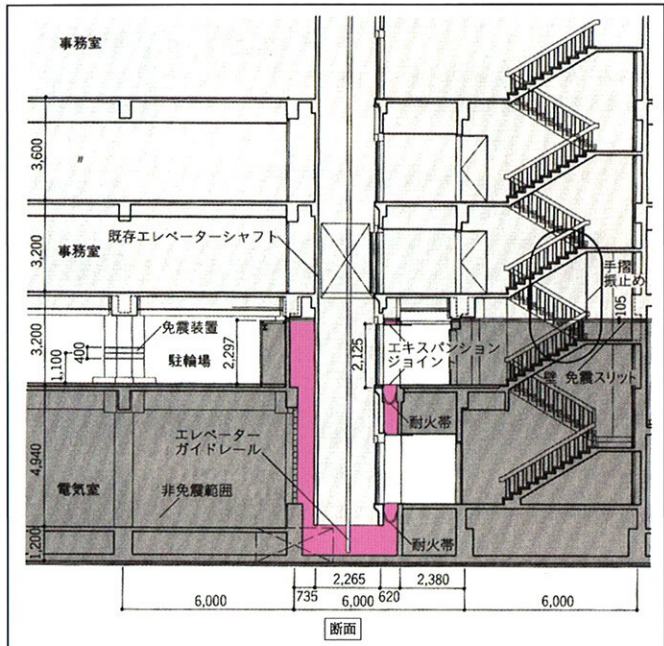 事務室
3,600
〃
既存エレベーターシャフト
事務室
3,200
手摺
振止め
≒105
3,200
免震装置
400
1,100
駐輪場
2,297
2,125
エキスパンション
ジョイント
壁 免震スリット
耐火帯
エレベーター
ガイドレール
4,940
電気室
非免震範囲
耐火帯
1,200
2,265
2,380
735
620
6,000
6,000
6,000
断面